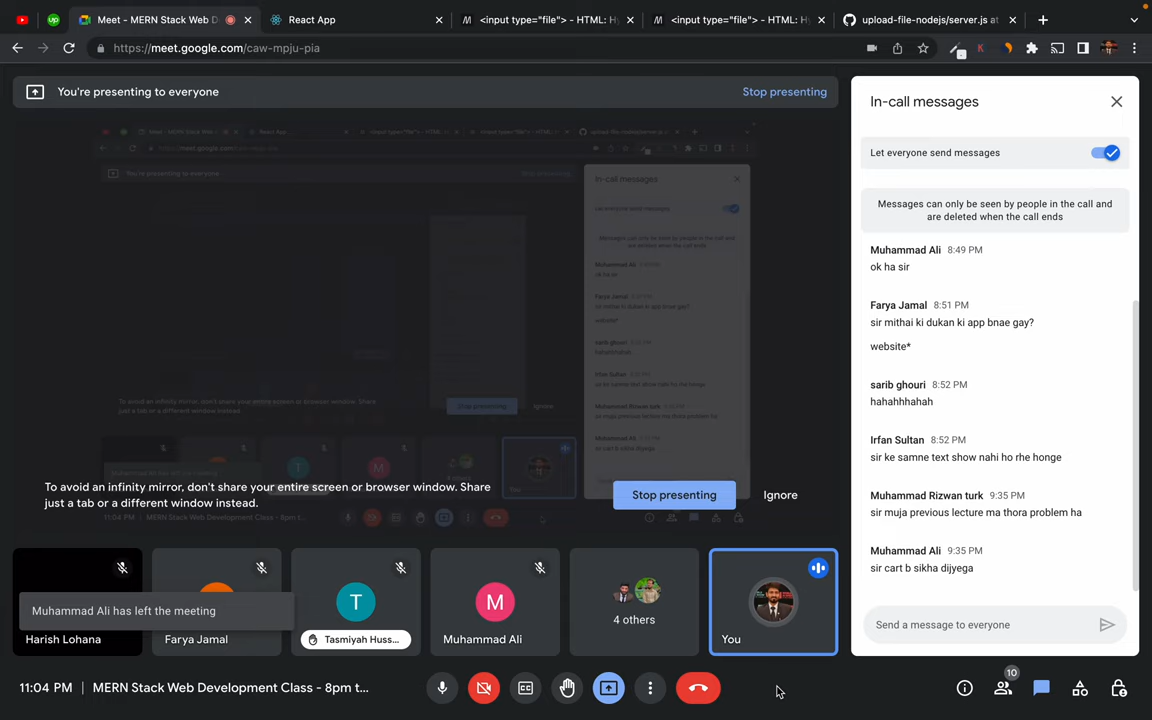 Meet - MERN Stack Web D
React App
<input type="file"> - HTML: Hy
<input type="file"> - HTML: Hy
upload-file-nodejs/server.js at
https://meet.google.com/caw-mpju-pia
You're presenting to everyone
Stop presenting
To avoid an infinity mirror, don't share your entire screen or browser window. Share
just a tab or a different window instead.
Stop presenting
Ignore
Muhammad Ali has left the meeting
Harish Lohana
Farya Jamal
T
Tasmiyah Huss...
M
Muhammad Ali
4 others
You
11:04 PM | MERN Stack Web Development Class - 8pm t...
10
In-call messages
Let everyone send messages
Messages can only be seen by people in the call and
are deleted when the call ends
Muhammad Ali 8:49 PM
ok ha sir
Farya Jamal 8:51 PM
sir mithai ki dukan ki app bnae gay?
website*
sarib ghouri 8:52 PM
hahahhhahah
Irfan Sultan 8:52 PM
sir ke samne text show nahi ho rhe honge
Muhammad Rizwan turk 9:35 PM
sir muja previous lecture ma thora problem ha
Muhammad Ali 9:35 PM
sir cart b sikha dijyega
Send a message to everyone